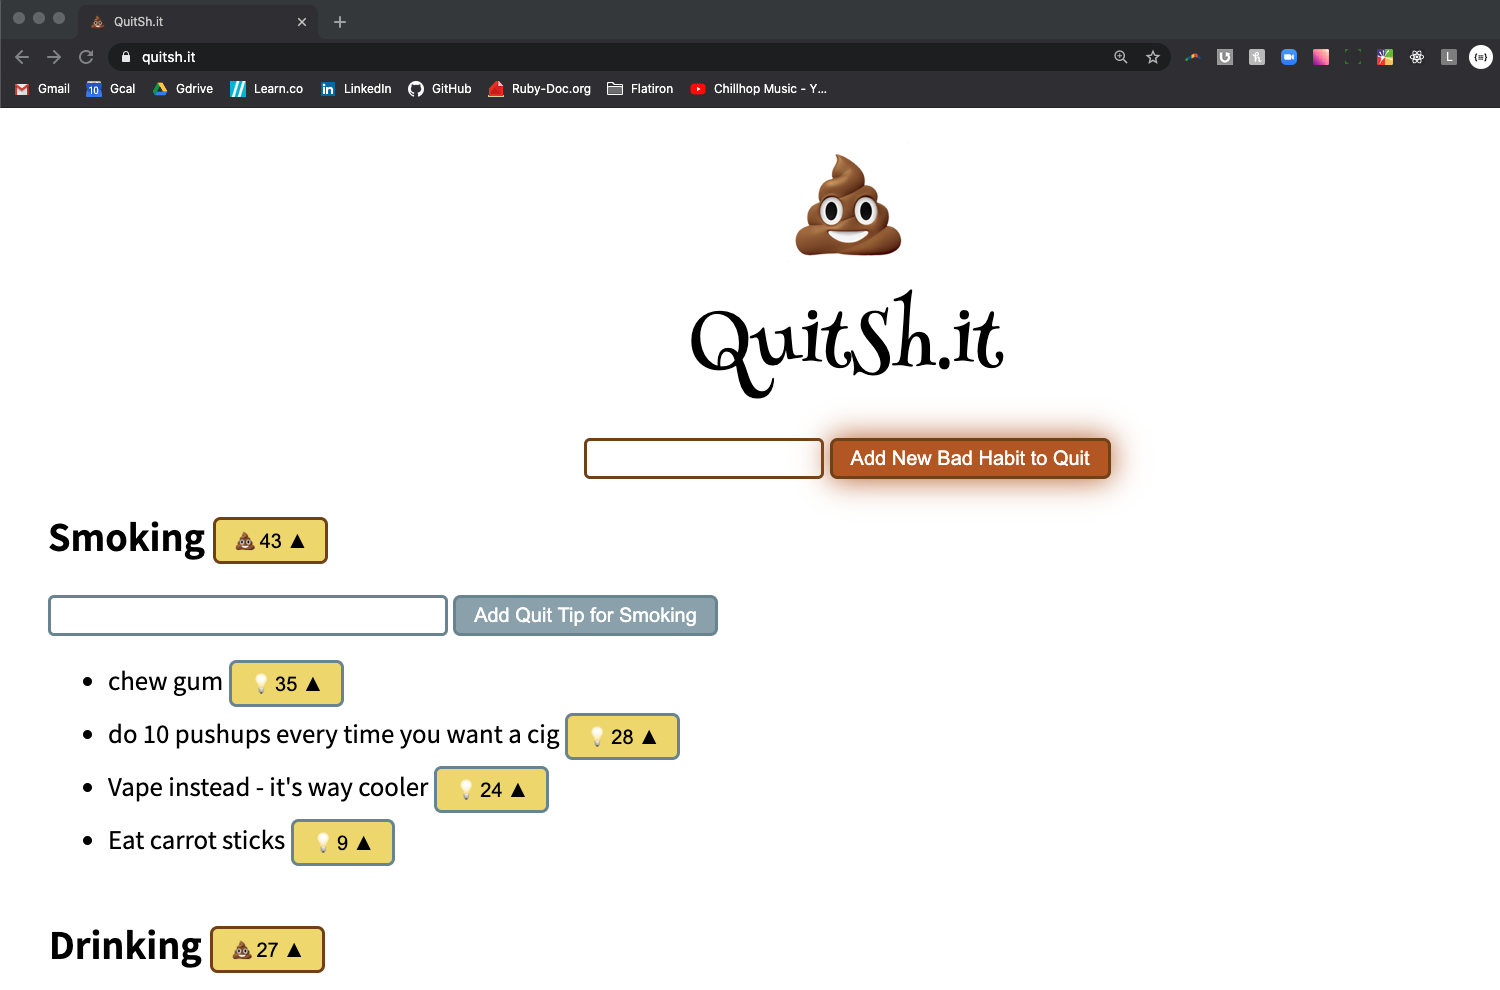 QuitSh.it
quitsh.it
L
{≡}
Gmail 10 Gcal Gdrive Learn.co in LinkedIn GitHub Ruby-Doc.org Flatiron Chillhop Music - Y...
QuitSh.it
Add New Bad Habit to Quit
Smoking 43 ▲
Add Quit Tip for Smoking
• chew gum 35 ▲
• do 10 pushups every time you want a cig 28 ▲
• Vape instead - it's way cooler 24 ▲
• Eat carrot sticks 9 ▲
Drinking 27 ▲